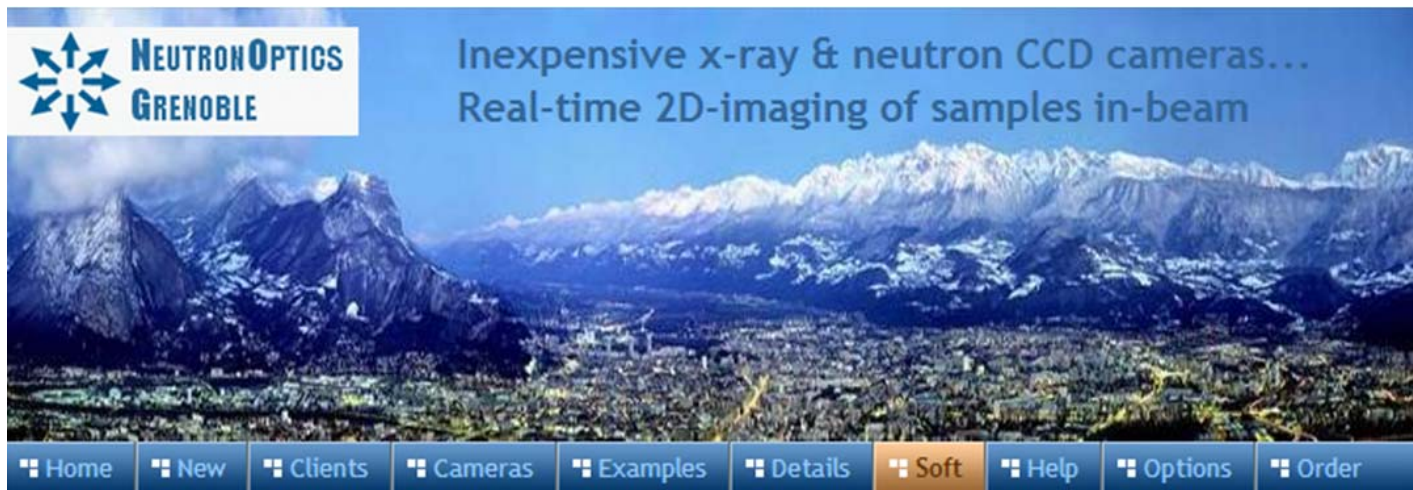 NEUTRONOPTICS
GRENOBLE
Inexpensive x-ray & neutron CCD cameras...
Real-time 2D-imaging of samples in-beam
Home New Clients Cameras Examples Details Soft Help Options Order